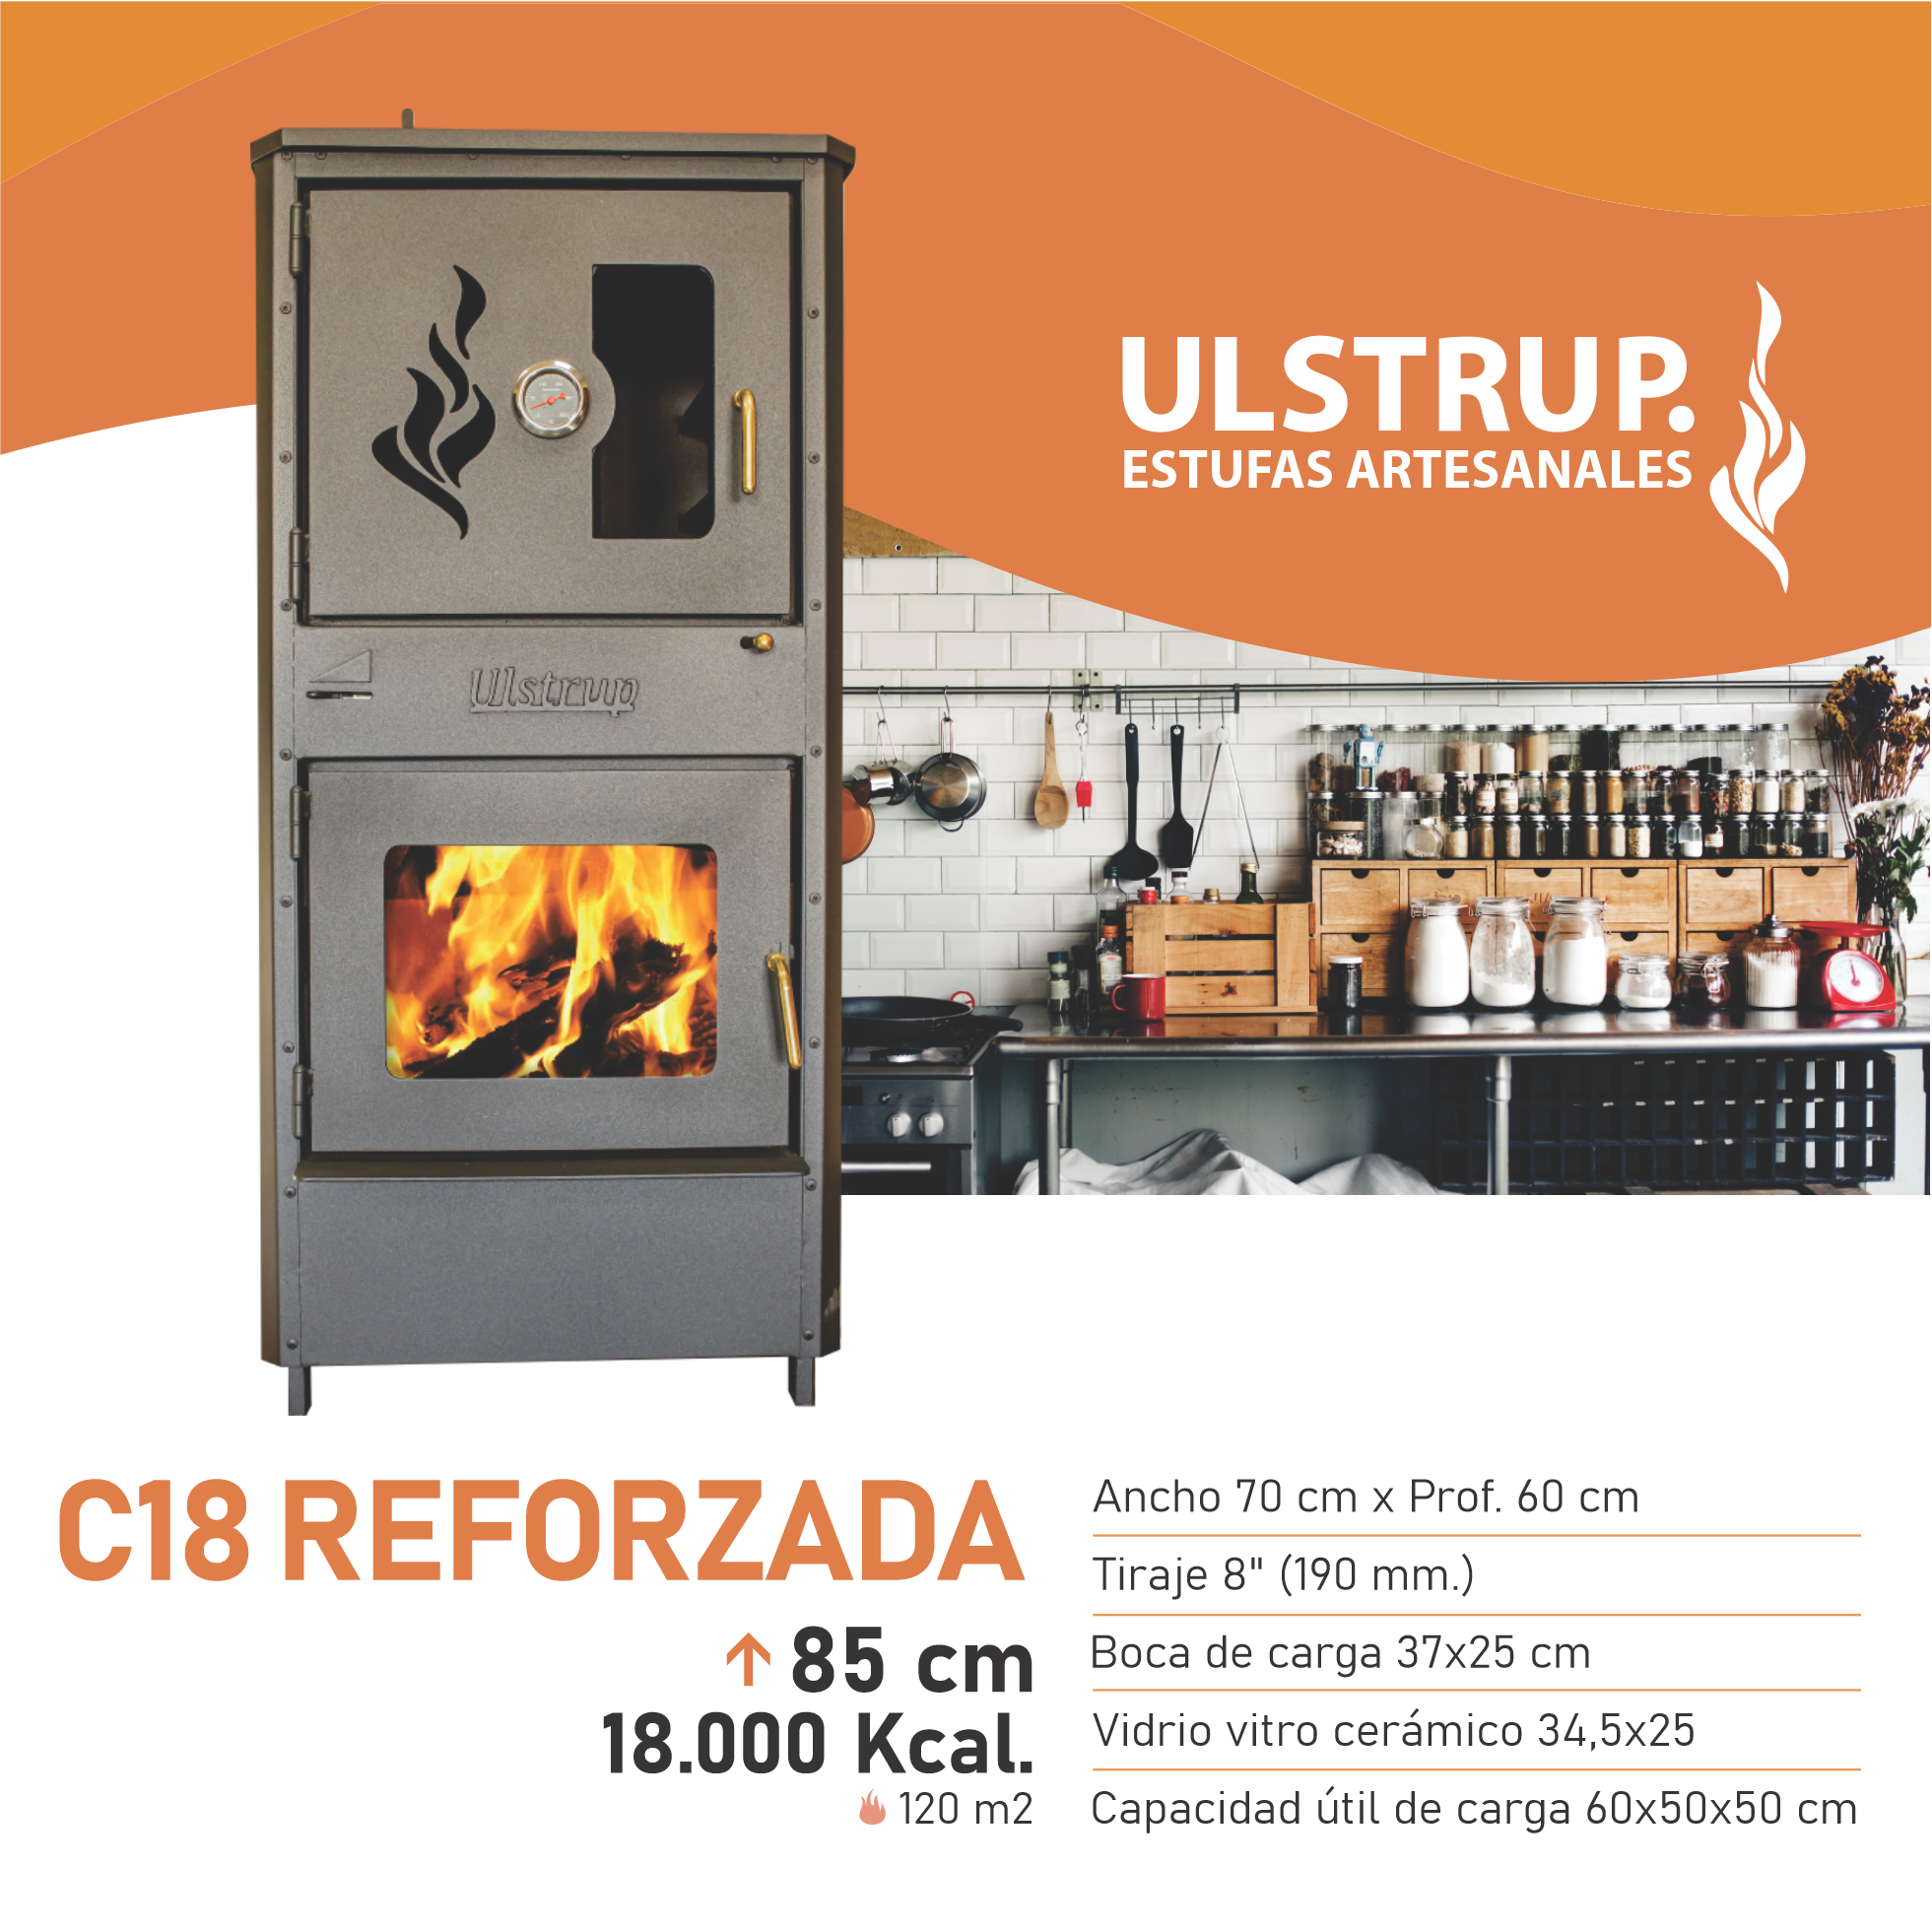 ULSTRUP.
ESTUFAS ARTESANALES
Ulstrup
C18 REFORZADA
85 cm
18.000 Kcal.
120 m2
Ancho 70 cm x Prof. 60 cm
Tiraje 8" (190 mm.)
Boca de carga 37x25 cm
Vidrio vitro cerámico 34,5x25
Capacidad útil de carga 60x50x50 cm